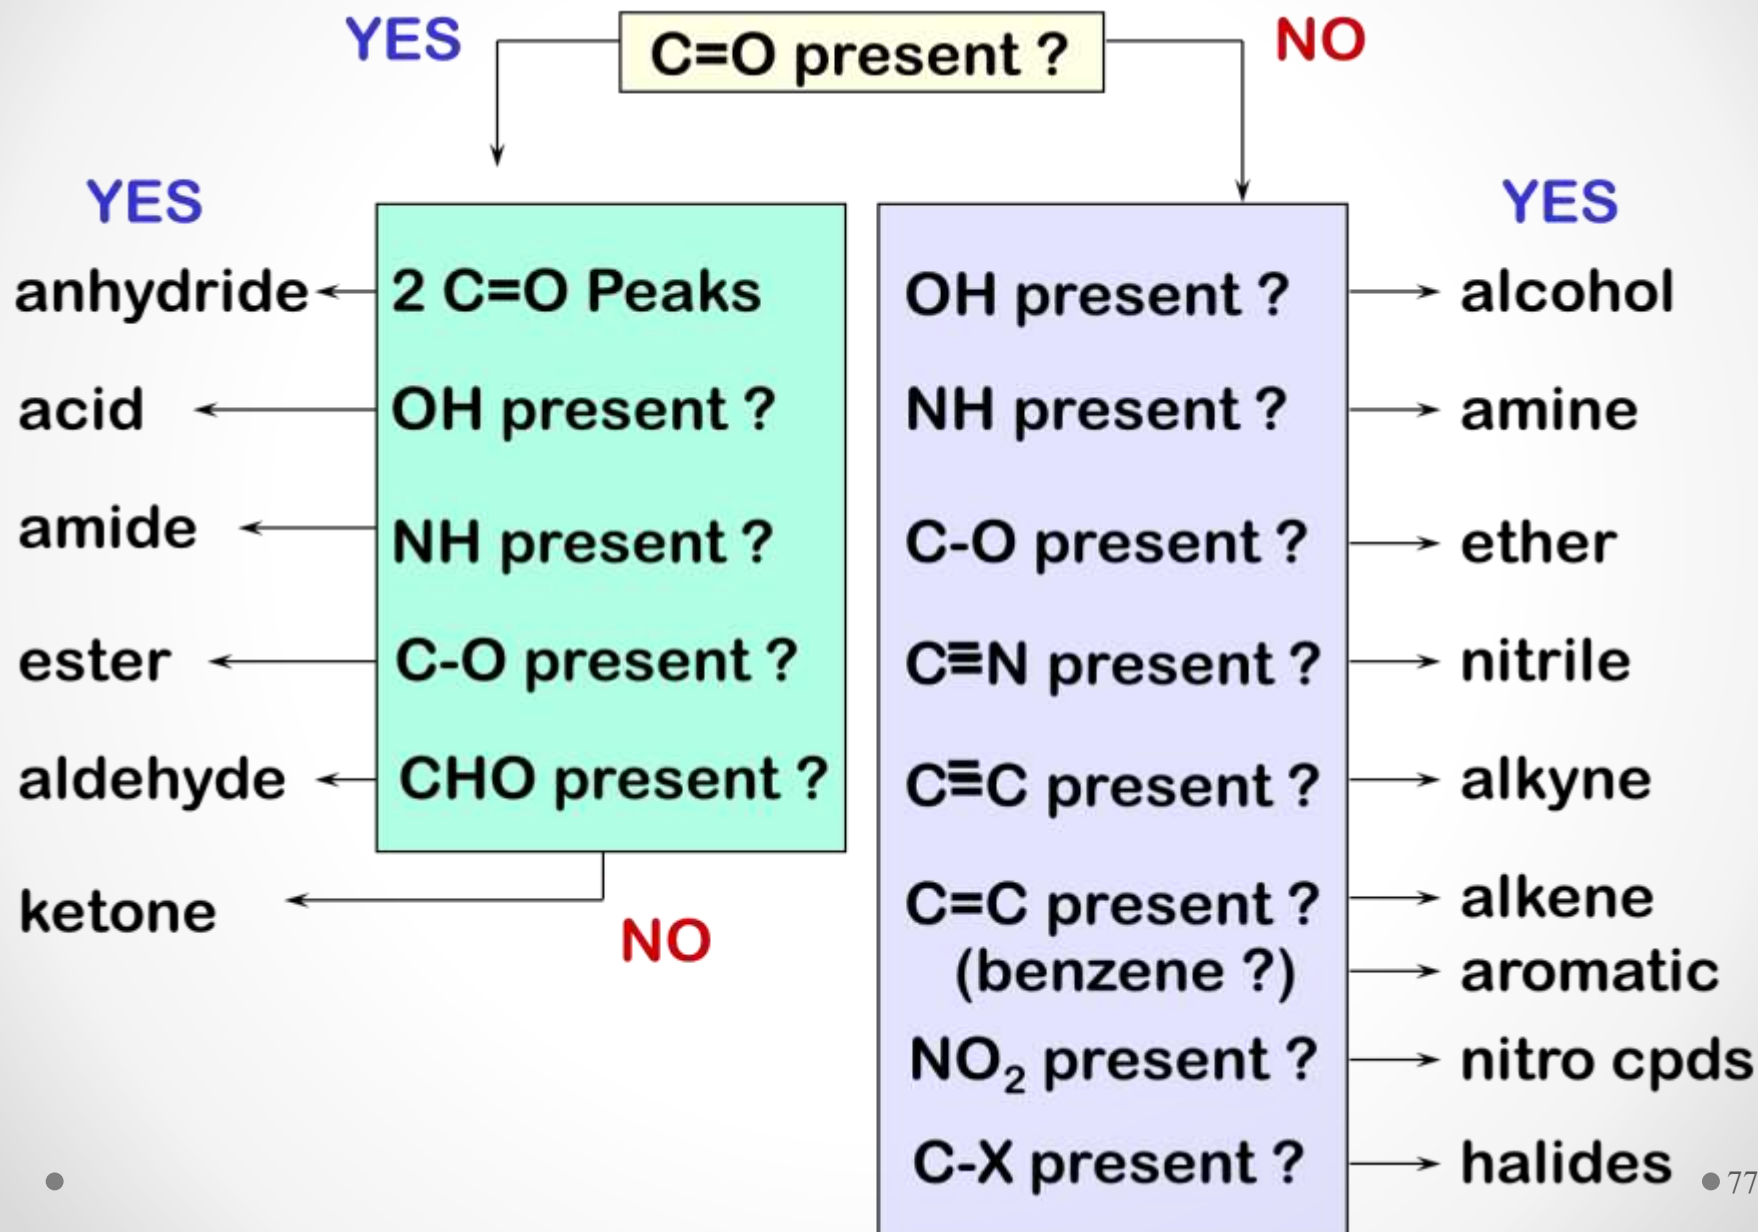 YES
C=O present ?
NO
YES
anhydride
2 C=O Peaks
acid
OH present ?
amide
NH present ?
ester
C-O present ?
aldehyde
CHO present ?
ketone
NO
YES
OH present ?
alcohol
NH present ?
amine
C-O present ?
ether
C≡N present ?
nitrile
C≡C present ?
alkyne
C=C present ?
alkene
(benzene ?)
aromatic
NO₂ present ?
nitro cpds
C-X present ?
halides
77